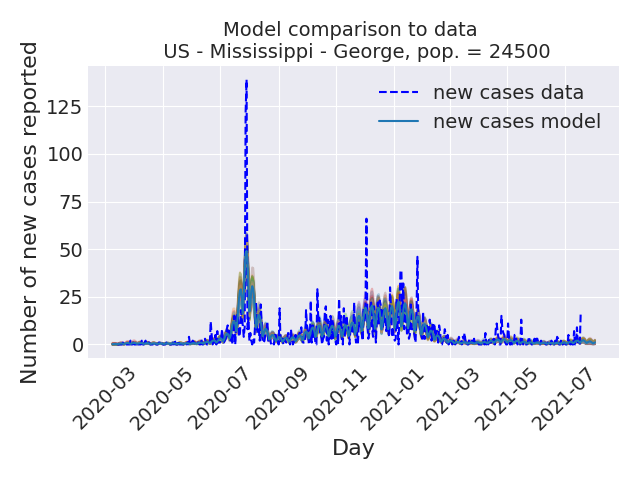 Model comparison to data
US - Mississippi - George, pop. = 24500
Number of new cases reported
125
100
75
50
25
0
new cases data
new cases model
2020-03
2020-05
2020-07
2020-09
2020-11
2021-01
2021-03
2021-05
2021-07
Day